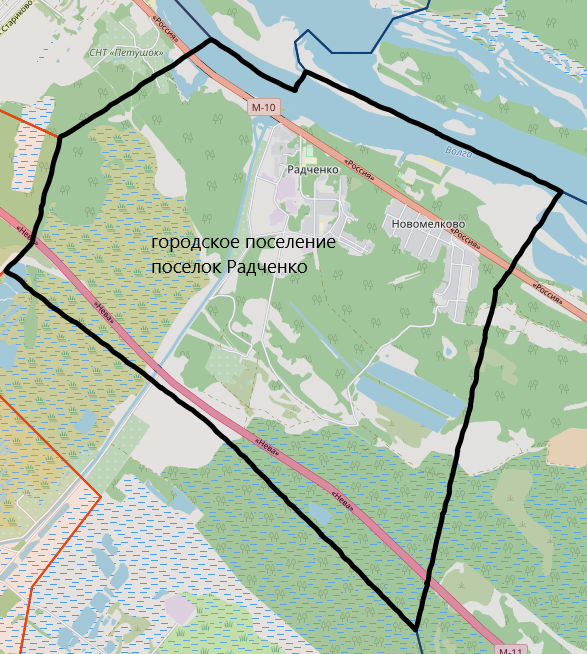 с. Стариково
«Россия»
СНТ «Петушок»
М-10
Волга
Радченко
«Россия»
Новомелково
«Россия»
«Нева»
городское поселение
поселок Радченко
«Россия»
«Нева»
«Нева»
«Нева»
М-11